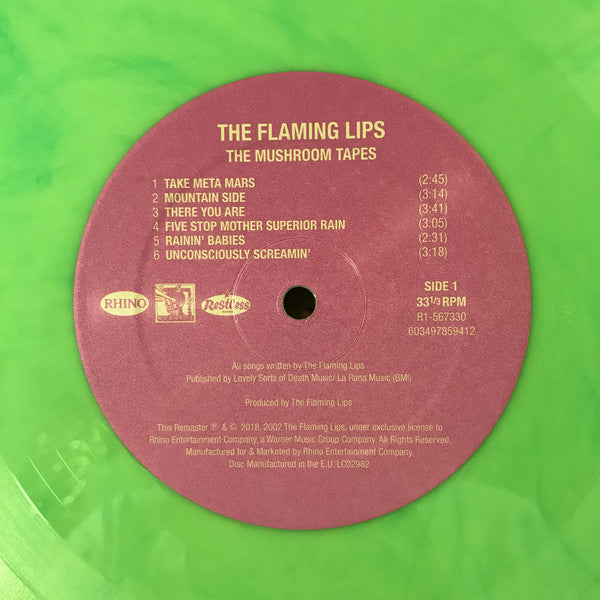 THE FLAMING LIPS
THE MUSHROOM TAPES
1 TAKE META MARS (2:45)
2 MOUNTAIN SIDE (3:14)
3 THERE YOU ARE (3:41)
4 FIVE STOP MOTHER SUPERIOR RAIN (3:05)
5 RAININ' BABIES (2:31)
6 UNCONSCIOUSLY SCREAMIN' (3:18)
SIDE 1
33⅓ RPM
R1-567330
603497859412
RHINO
Restless
All songs written by The Flaming Lips
Published by Lovely Sorts of Death Music/ La Rana Music (BMI)
Produced by The Flaming Lips
This Remaster ℗ & © 2018, 2002 The Flaming Lips, under exclusive license to
Rhino Entertainment Company, a Warner Music Group Company. All Rights Reserved.
Manufactured for & Marketed by Rhino Entertainment Company.
Disc Manufactured in the E.U. LC02982